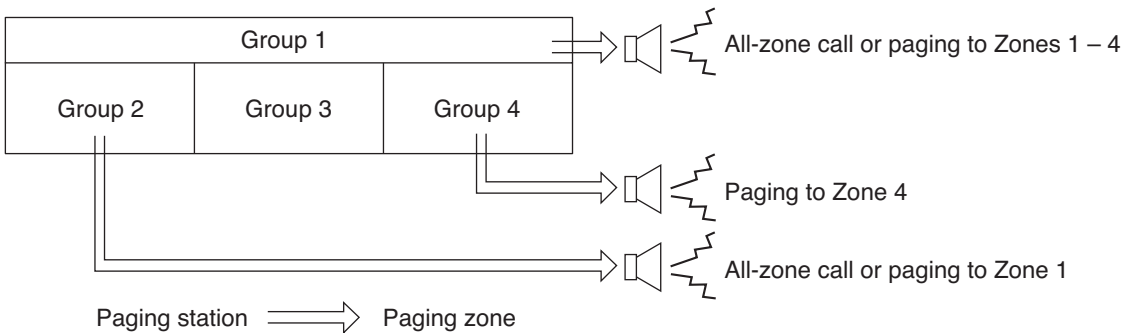 Group 1
All-zone call or paging to Zones 1 – 4
Group 2
Group 3
Group 4
Paging to Zone 4
All-zone call or paging to Zone 1
Paging station
Paging zone